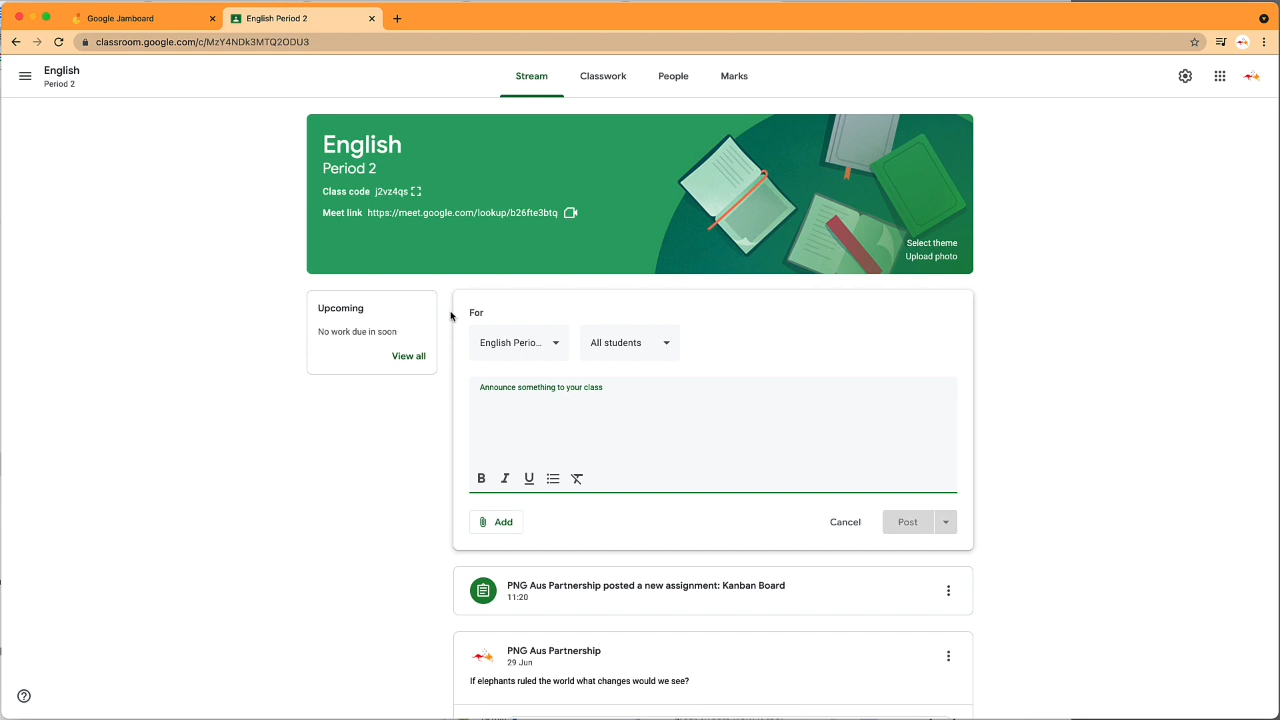 Google Jamboard
English Period 2
classroom.google.com/c/MzY4NDk3MTQ2ODU3
English
Period 2
Stream
Classwork
People
Marks
English
Period 2
Class code j2vz4qs
Meet link https://meet.google.com/lookup/b26fte3btq
Select theme
Upload photo
Upcoming
No work due in soon
View all
For
English Perio...
All students
Announce something to your class
B I U
Add
Cancel
Post
PNG Aus Partnership posted a new assignment: Kanban Board
11:20
PNG Aus Partnership
29 Jun
If elephants ruled the world what changes would we see?